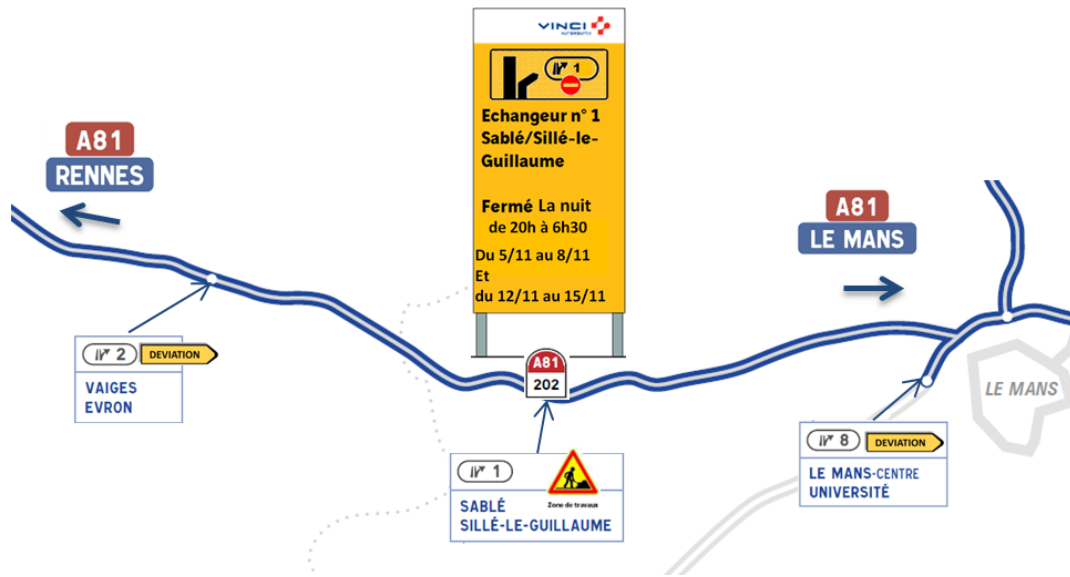 VINCI
AUTOROUTES
1
Echangeur n° 1
Sablé/Sillé-le-
Guillaume
Fermé La nuit
de 20h à 6h30
Du 5/11 au 8/11
Et
du 12/11 au 15/11
A81
RENNES
A81
LE MANS
2 DEVIATION
VAIGES
EVRON
A81
202
LE MANS
1
SABLÉ
Zone de travaux
SILLÉ-LE-GUILLAUME
8 DEVIATION
LE MANS-CENTRE
UNIVERSITÉ